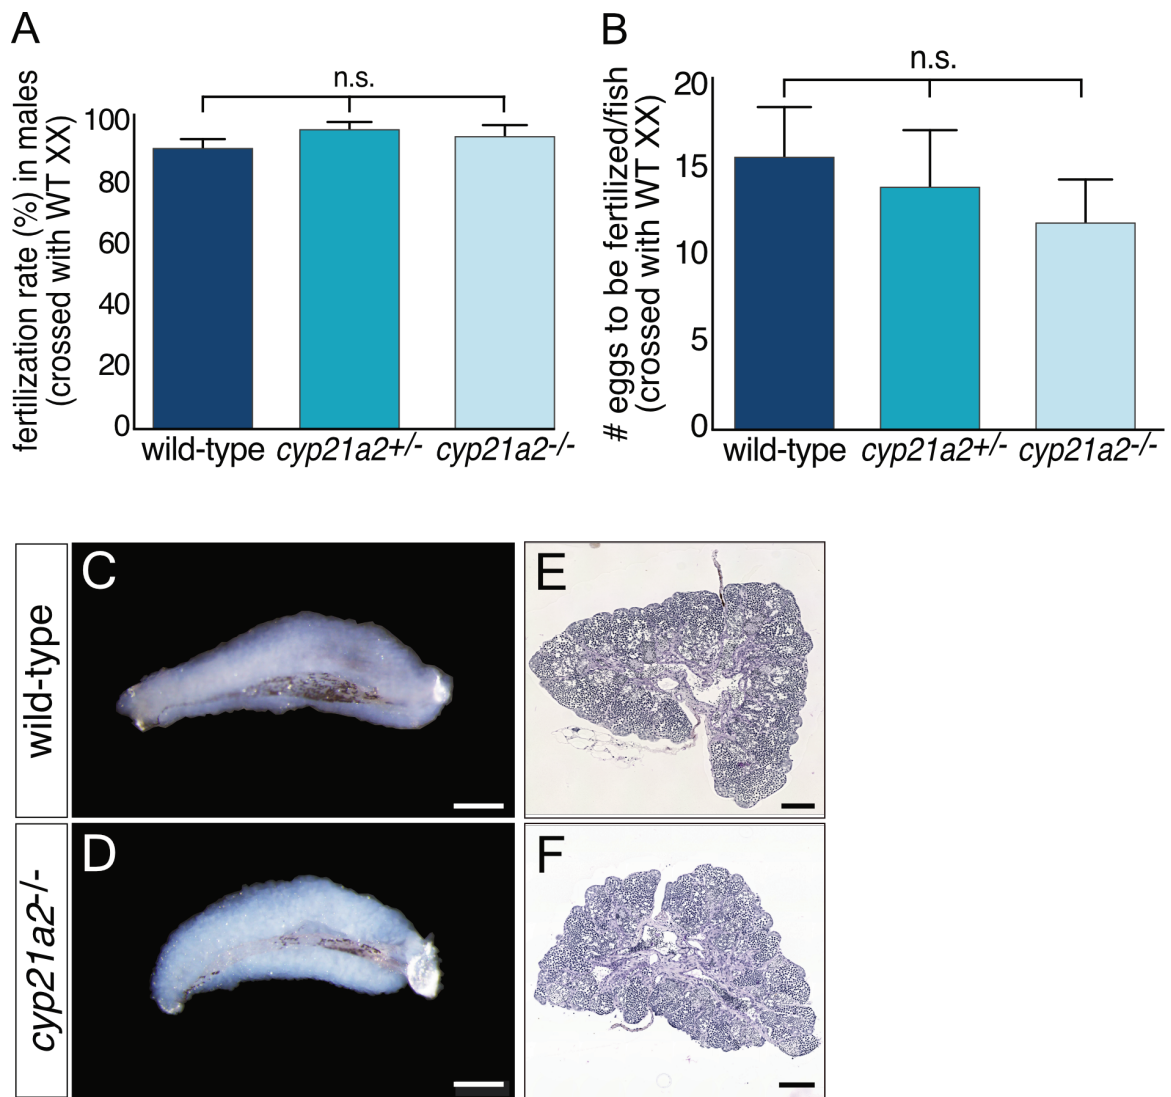 A
fertilization rate (%) in males
(crossed with WT XX)
n.s.
100
80
60
40
20
0
wild-type
cyp21a2+/-
cyp21a2-/-
B
# eggs to be fertilized/fish
(crossed with WT XX)
n.s.
20
15
10
5
0
wild-type
cyp21a2+/-
cyp21a2-/-
wild-type
C
E
cyp21a2-/-
D
F